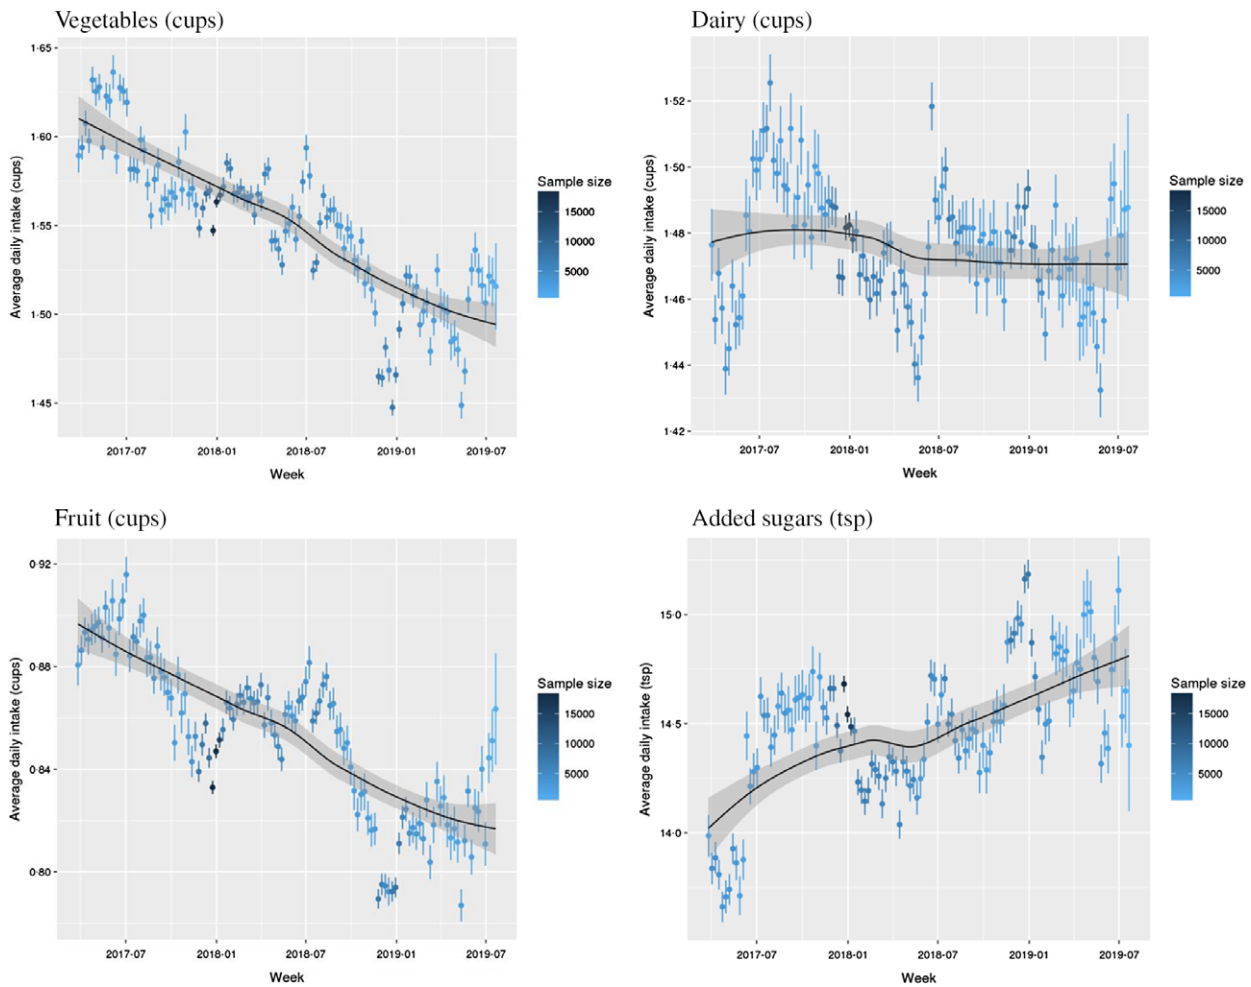 Vegetables (cups)
1·65
1·60
1·55
1·50
1·45
Average daily intake (cups)
2017-07 2018-01 2018-07 2019-01 2019-07
Week
Sample size
15000
10000
5000
Dairy (cups)
1·52
1·50
1·48
1·46
1·44
1·42
Average daily intake (cups)
2017-07 2018-01 2018-07 2019-01 2019-07
Week
Sample size
15000
10000
5000
Fruit (cups)
0·92
0·88
0·84
0·80
Average daily intake (cups)
2017-07 2018-01 2018-07 2019-01 2019-07
Week
Sample size
15000
10000
5000
Added sugars (tsp)
15·0
14·5
14·0
Average daily intake (tsp)
2017-07 2018-01 2018-07 2019-01 2019-07
Week
Sample size
15000
10000
5000